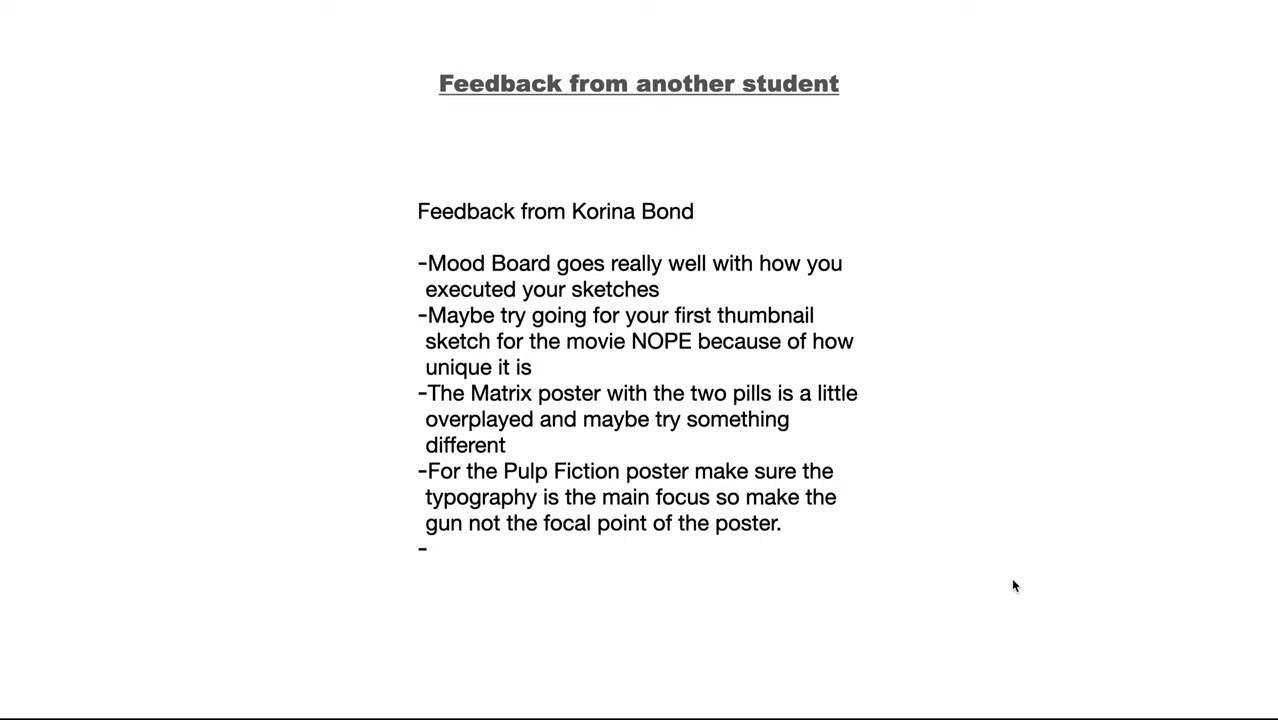 Feedback from another student
Feedback from Korina Bond
-Mood Board goes really well with how you
executed your sketches
-Maybe try going for your first thumbnail
sketch for the movie NOPE because of how
unique it is
-The Matrix poster with the two pills is a little
overplayed and maybe try something
different
-For the Pulp Fiction poster make sure the
typography is the main focus so make the
gun not the focal point of the poster.
-